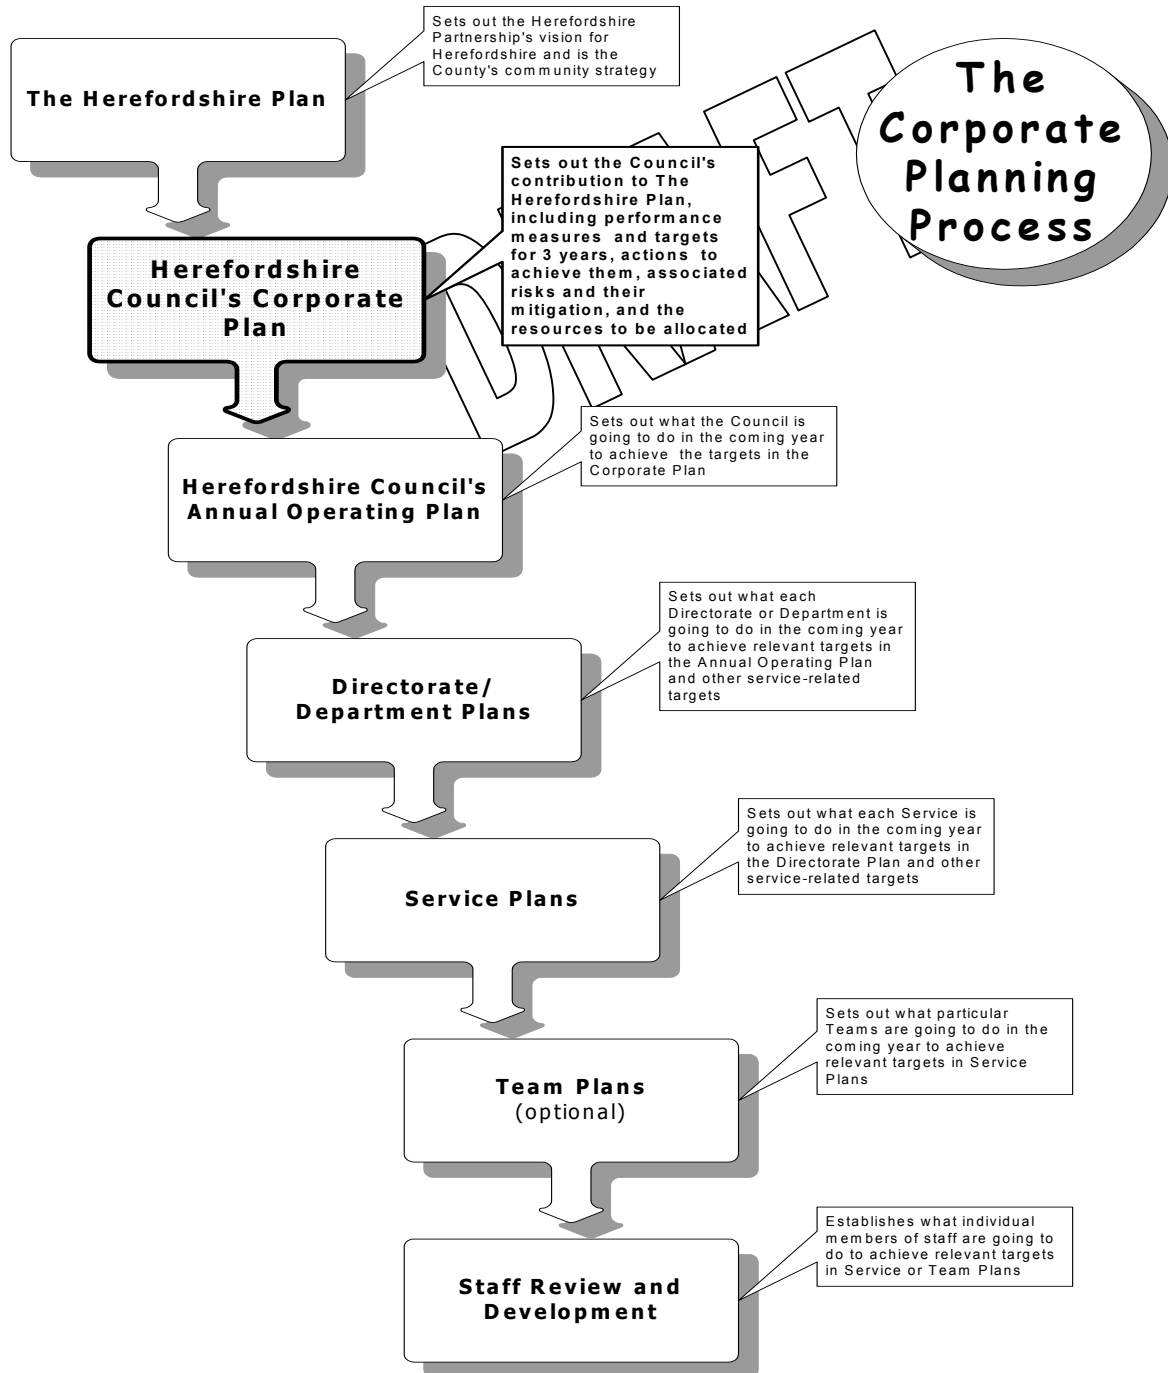 Sets out the Herefordshire
Partnership's vision for
Herefordshire and is the
County's community strategy
The Herefordshire Plan
The
Corporate
Planning
Process
DRAFT
Sets out the Council's
contribution to The
Herefordshire Plan,
including performance
measures and targets
for 3 years, actions to
achieve them, associated
risks and their
mitigation, and the
resources to be allocated
Herefordshire
Council's Corporate
Plan
Sets out what the Council is
going to do in the coming year
to achieve the targets in the
Corporate Plan
Herefordshire Council's
Annual Operating Plan
Sets out what each
Directorate or Department is
going to do in the coming year
to achieve relevant targets in
the Annual Operating Plan
and other service-related
targets
Directorate/
Department Plans
Sets out what each Service is
going to do in the coming year
to achieve relevant targets in
the Directorate Plan and other
service-related targets
Service Plans
Sets out what particular
Teams are going to do in the
coming year to achieve
relevant targets in Service
Plans
Team Plans
(optional)
Establishes what individual
members of staff are going to
do to achieve relevant targets
in Service or Team Plans
Staff Review and
Development